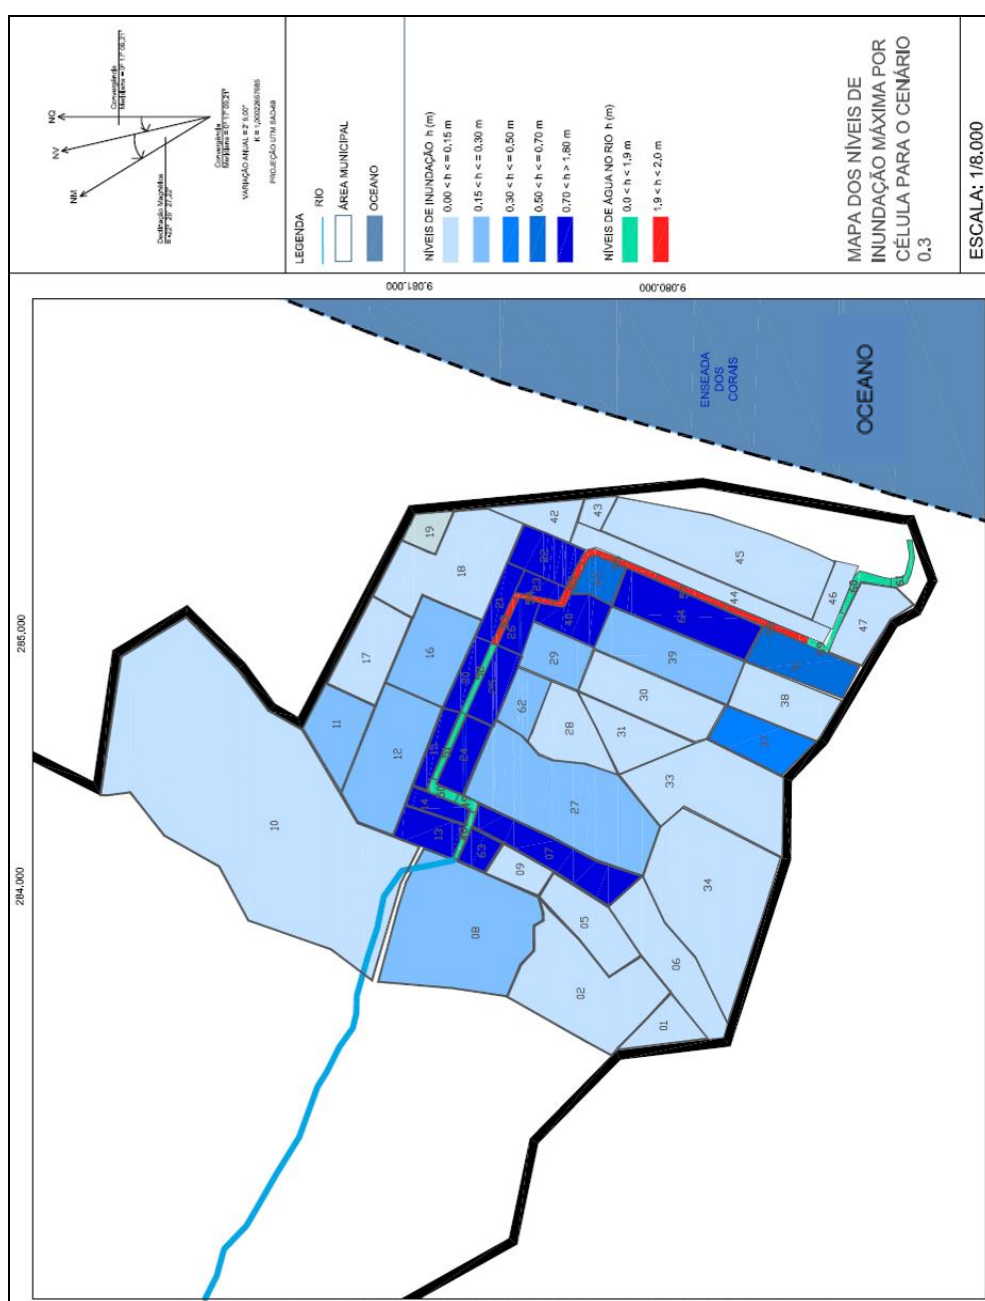 NQ
NV
NM
VARIAÇÃO ANUAL = 2' 5,00"
PROJEÇÃO UTM SAD-69
LEGENDA
RIO
ÁREA MUNICIPAL
OCEANO
NÍVEIS DE INUNDAÇÃO h (m)
0,00 < h < = 0,15 m
0,15 < h < = 0,30 m
0,30 < h < = 0,50 m
0,50 < h < = 0,70 m
0,70 < h > 1,80 m
NÍVEIS DE ÁGUA NO RIO h (m)
0,0 < h < 1,9 m
1,9 < h < 2,0 m
MAPA DOS NÍVEIS DE
INUNDAÇÃO MÁXIMA POR
CÉLULA PARA O CENÁRIO
0.3
ESCALA: 1/8,000
9,081,000
9,080,000
285,000
284,000
ENSEADA
DOS
CORAIS
OCEANO
19
18
42
43
17
16
11
12
10
21
23
26
40
29
62
28
30
31
39
64
44
45
46
47
61
38
33
34
27
24
14
13
63
07
09
08
05
02
06
01